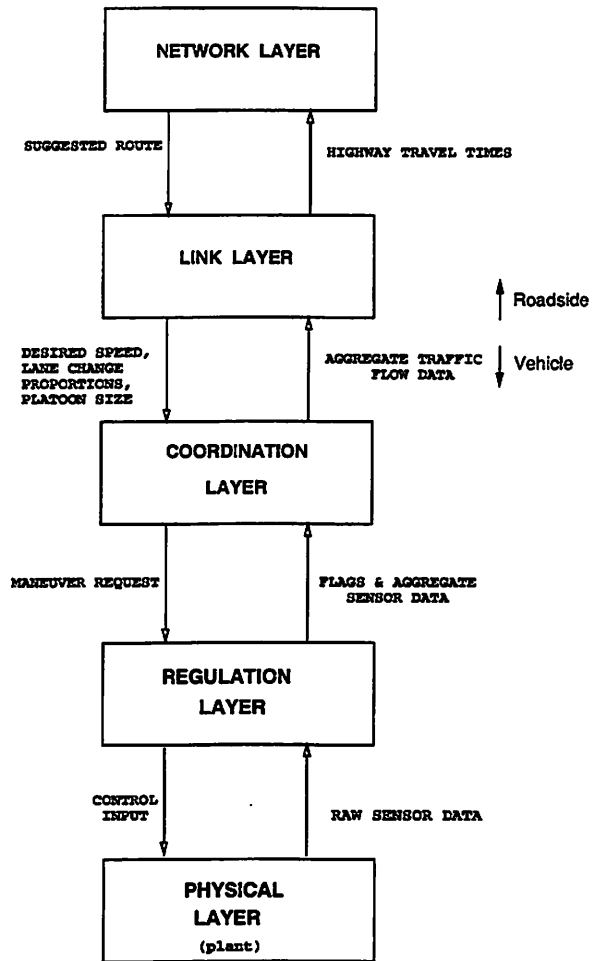 NETWORK LAYER
SUGGESTED ROUTE
HIGHWAY TRAVEL TIMES
LINK LAYER
Roadside
Vehicle
DESIRED SPEED,
LANE CHANGE
PROPORTIONS,
PLATOON SIZE
AGGREGATE TRAFFIC
FLOW DATA
COORDINATION
LAYER
MANEUVER REQUEST
FLAGS & AGGREGATE
SENSOR DATA
REGULATION
LAYER
CONTROL
INPUT
RAW SENSOR DATA
PHYSICAL
LAYER
(plant)